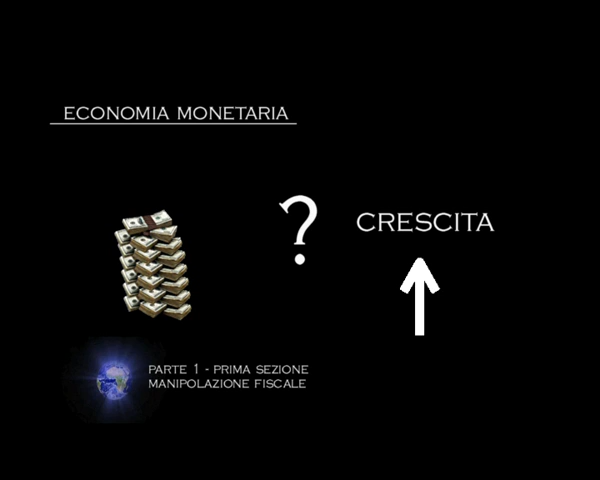 ECONOMIA MONETARIA
?
CRESCITA
PARTE 1 - PRIMA SEZIONE
MANIPOLAZIONE FISCALE